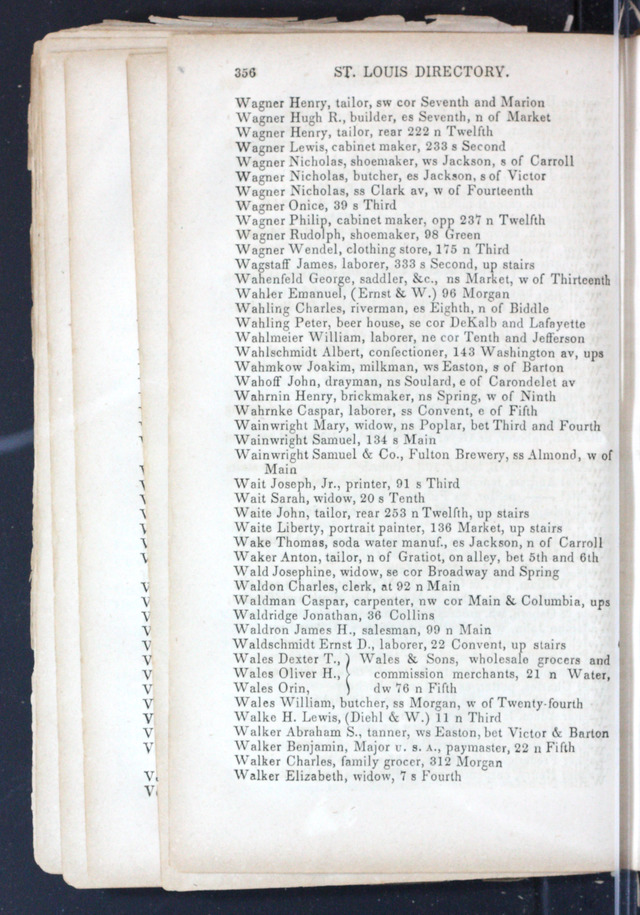 356 ST. LOUIS DIRECTORY.
Wagner Henry, tailor, sw cor Seventh and Marion
Wagner Hugh R., builder, es Seventh, n of Market
Wagner Henry, tailor, rear 222 n Twelfth
Wagner Lewis, cabinet maker, 233 s Second
Wagner Nicholas, shoemaker, ws Jackson, s of Carroll
Wagner Nicholas, butcher, es Jackson, s of Victor
Wagner Nicholas, ss Clark av, w of Fourteenth
Wagner Onice, 39 s Third
Wagner Philip, cabinet maker, opp 237 n Twelfth
Wagner Rudolph, shoemaker, 98 Green
Wagner Wendel, clothing store, 175 n Third
Wagstaff James, laborer, 333 s Second, up stairs
Wahenfeld George, saddler, &c., ns Market, w of Thirteenth
Wahler Emanuel, (Ernst & W.) 96 Morgan
Wahling Charles, riverman, es Eighth, n of Biddle
Wahling Peter, beer house, se cor DeKalb and Lafayette
Wahlmeier William, laborer, ne cor Tenth and Jefferson
Wahlschmidt Albert, confectioner, 143 Washington av, ups
Wahmkow Joakim, milkman, ws Easton, s of Barton
Wahoff John, drayman, ns Soulard, e of Carondelet av
Wahrnin Henry, brickmaker, ns Spring, w of Ninth
Wahrnke Caspar, laborer, ss Convent, e of Fifth
Wainwright Mary, widow, ns Poplar, bet Third and Fourth
Wainwright Samuel, 134 s Main
Wainwright Samuel & Co., Fulton Brewery, ss Almond, w of
Main
Wait Joseph, Jr., printer, 91 s Third
Wait Sarah, widow, 20 s Tenth
Waite John, tailor, rear 253 n Twelfth, up stairs
Waite Liberty, portrait painter, 136 Market, up stairs
Wake Thomas, soda water manuf., es Jackson, n of Carroll
Waker Anton, tailor, n of Gratiot, on alley, bet 5th and 6th
Wald Josephine, widow, se cor Broadway and Spring
Waldon Charles, clerk, at 92 n Main
Waldman Caspar, carpenter, nw cor Main & Columbia, ups
Waldridge Jonathan, 36 Collins
Waldron James H., salesman, 99 n Main
Waldschmidt Ernst D., laborer, 22 Convent, up stairs
Wales Dexter T., } Wales & Sons, wholesale grocers and
Wales Oliver H., } commission merchants, 21 n Water,
Wales Orin, } dw 76 n Fifth
Wales William, butcher, ss Morgan, w of Twenty-fourth
Walke H. Lewis, (Diehl & W.) 11 n Third
Walker Abraham S., tanner, ws Easton, bet Victor & Barton
Walker Benjamin, Major U. S. A., paymaster, 22 n Fifth
Walker Charles, family grocer, 312 Morgan
Walker Elizabeth, widow, 7 s Fourth